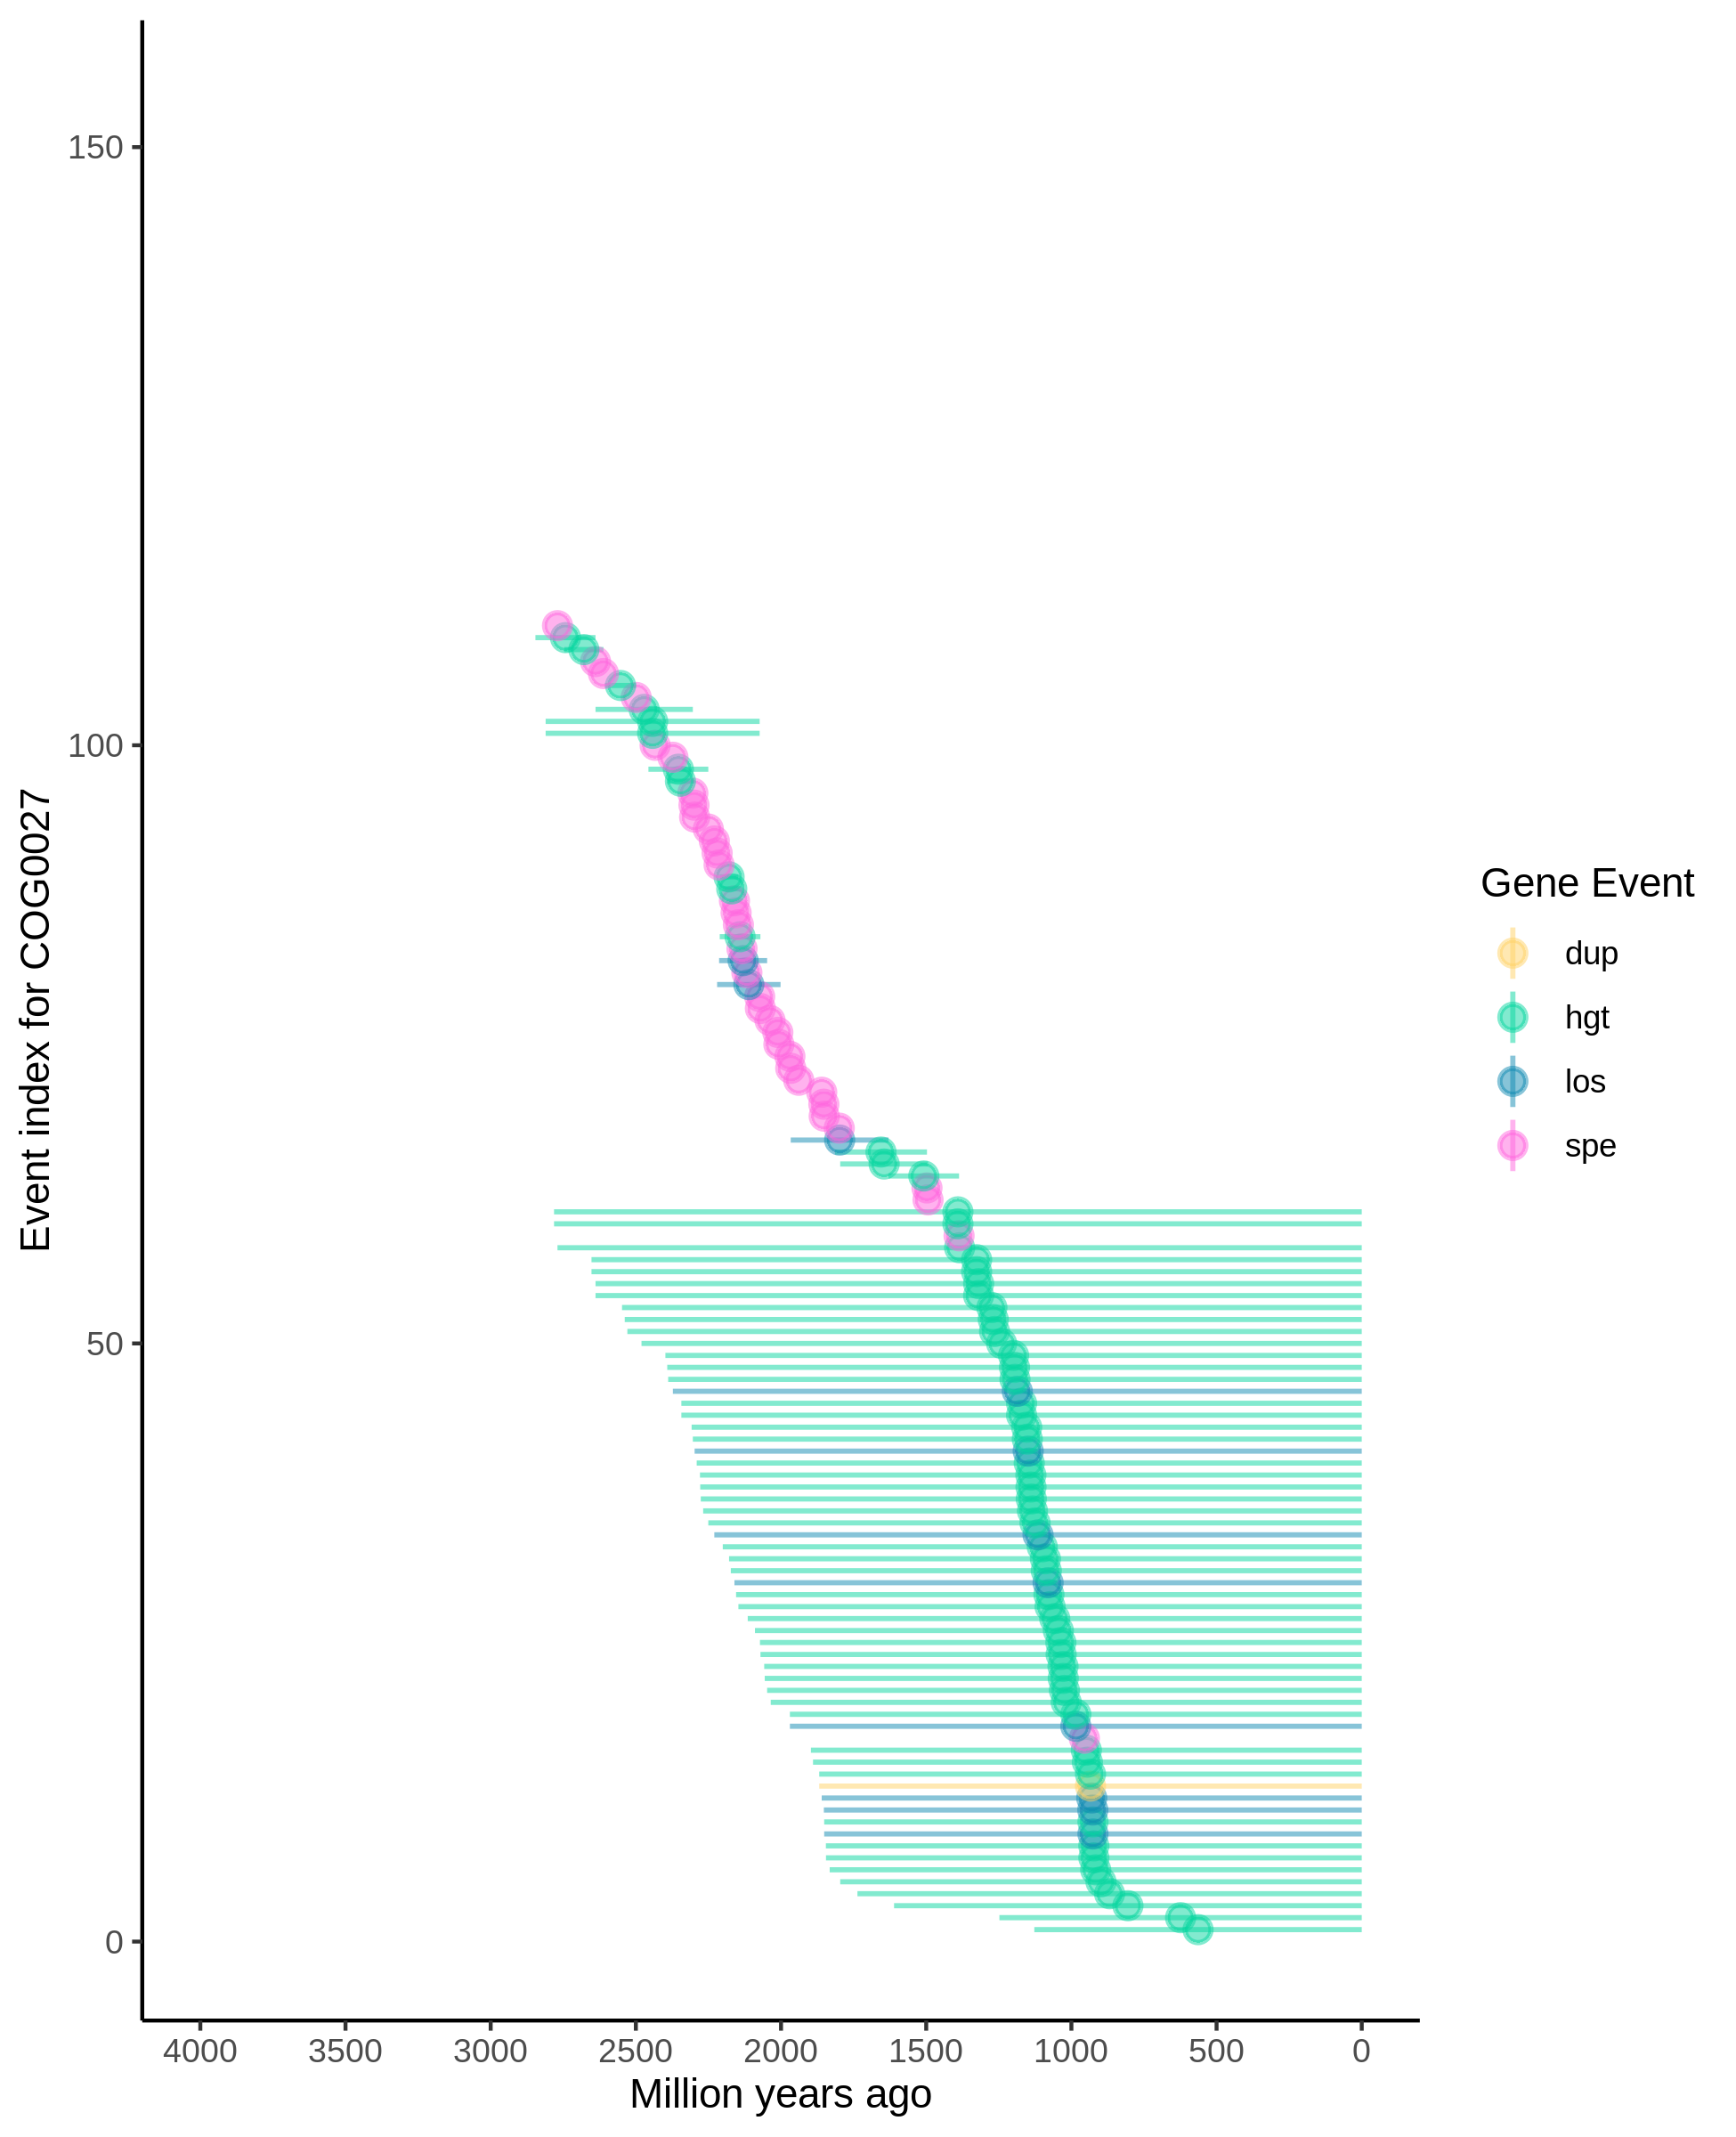 150
100
50
0
Event index for COG0027
4000 3500 3000 2500 2000 1500 1000 500 0
Million years ago
Gene Event
dup
hgt
los
spe